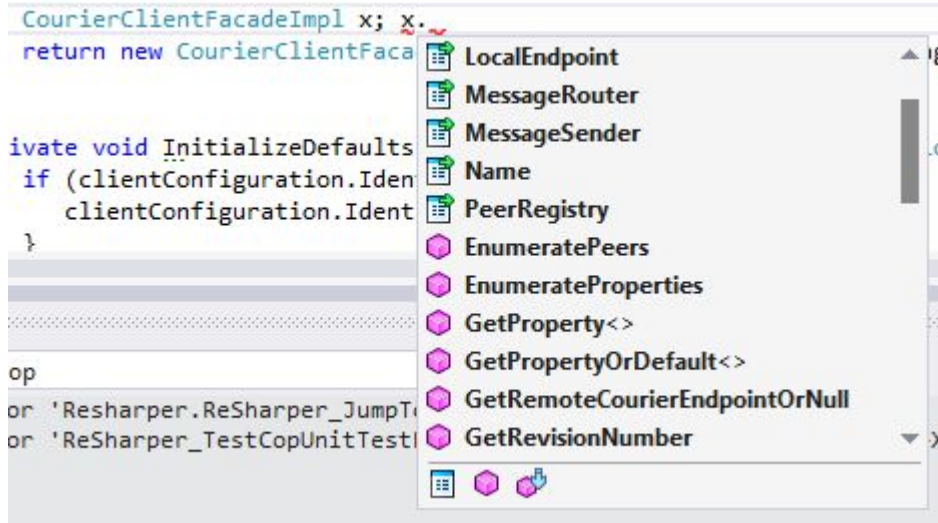 CourierClientFacadeImpl x; x.
return new CourierClientFaca
ivate void InitializeDefaults
if (clientConfiguration.Iden
clientConfiguration.Ident
}
LocalEndpoint
MessageRouter
MessageSender
Name
PeerRegistry
EnumeratePeers
EnumerateProperties
GetProperty<>
GetPropertyOrDefault<>
GetRemoteCourierEndpointOrNull
GetRevisionNumber
op
or 'Resharper.ReSharper_JumpT
or 'ReSharper_TestCopUnitTest